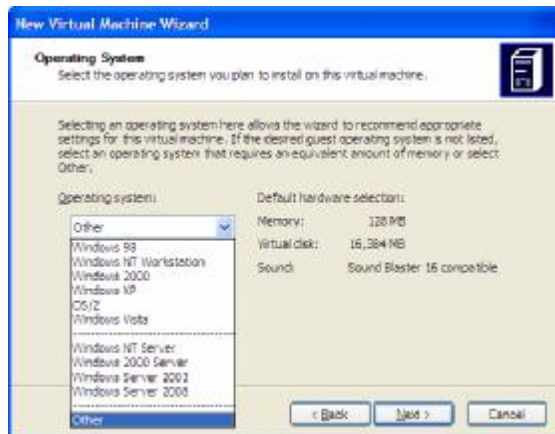 New Virtual Machine Wizard
Operating System
Select the operating system you plan to install on this virtual machine.
Selecting an operating system here allows the wizard to recommend appropriate
settings for this virtual machine. If the desired guest operating system is not listed,
select an operating system that requires an equivalent amount of memory or select
Other.
Operating system:
Default hardware selection:
Other
Memory: 128 MB
Virtual disk: 16,384 MB
Sound: Sound Blaster 16 compatible
Windows 98
Windows NT Workstation
Windows 2000
Windows XP
OS/2
Windows Vista
Windows NT Server
Windows 2000 Server
Windows Server 2003
Windows Server 2008
Other
< Back
Next >
Cancel